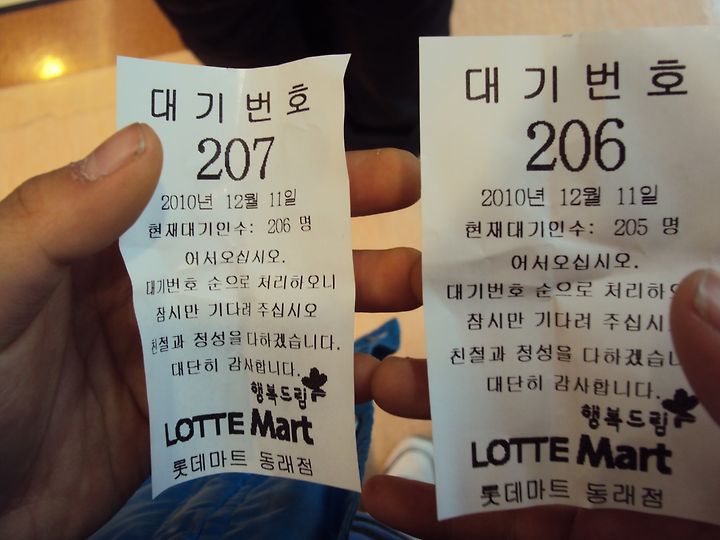 대기번호
207
2010년 12월 11일
현재대기인수: 206 명
어서오십시오.
대기번호 순으로 처리하오니
잠시만 기다려 주십시오
친절과 정성을 다하겠습니다.
대단히 감사합니다.
행복드림
LOTTE Mart
롯데마트 동래점
대기번호
206
2010년 12월 11일
현재대기인수: 205 명
어서오십시오.
대기번호 순으로 처리하오
잠시만 기다려 주십시
친절과 정성을 다하겠습니
대단히 감사합니다.
행복드림
LOTTE Mart
롯데마트 동래점